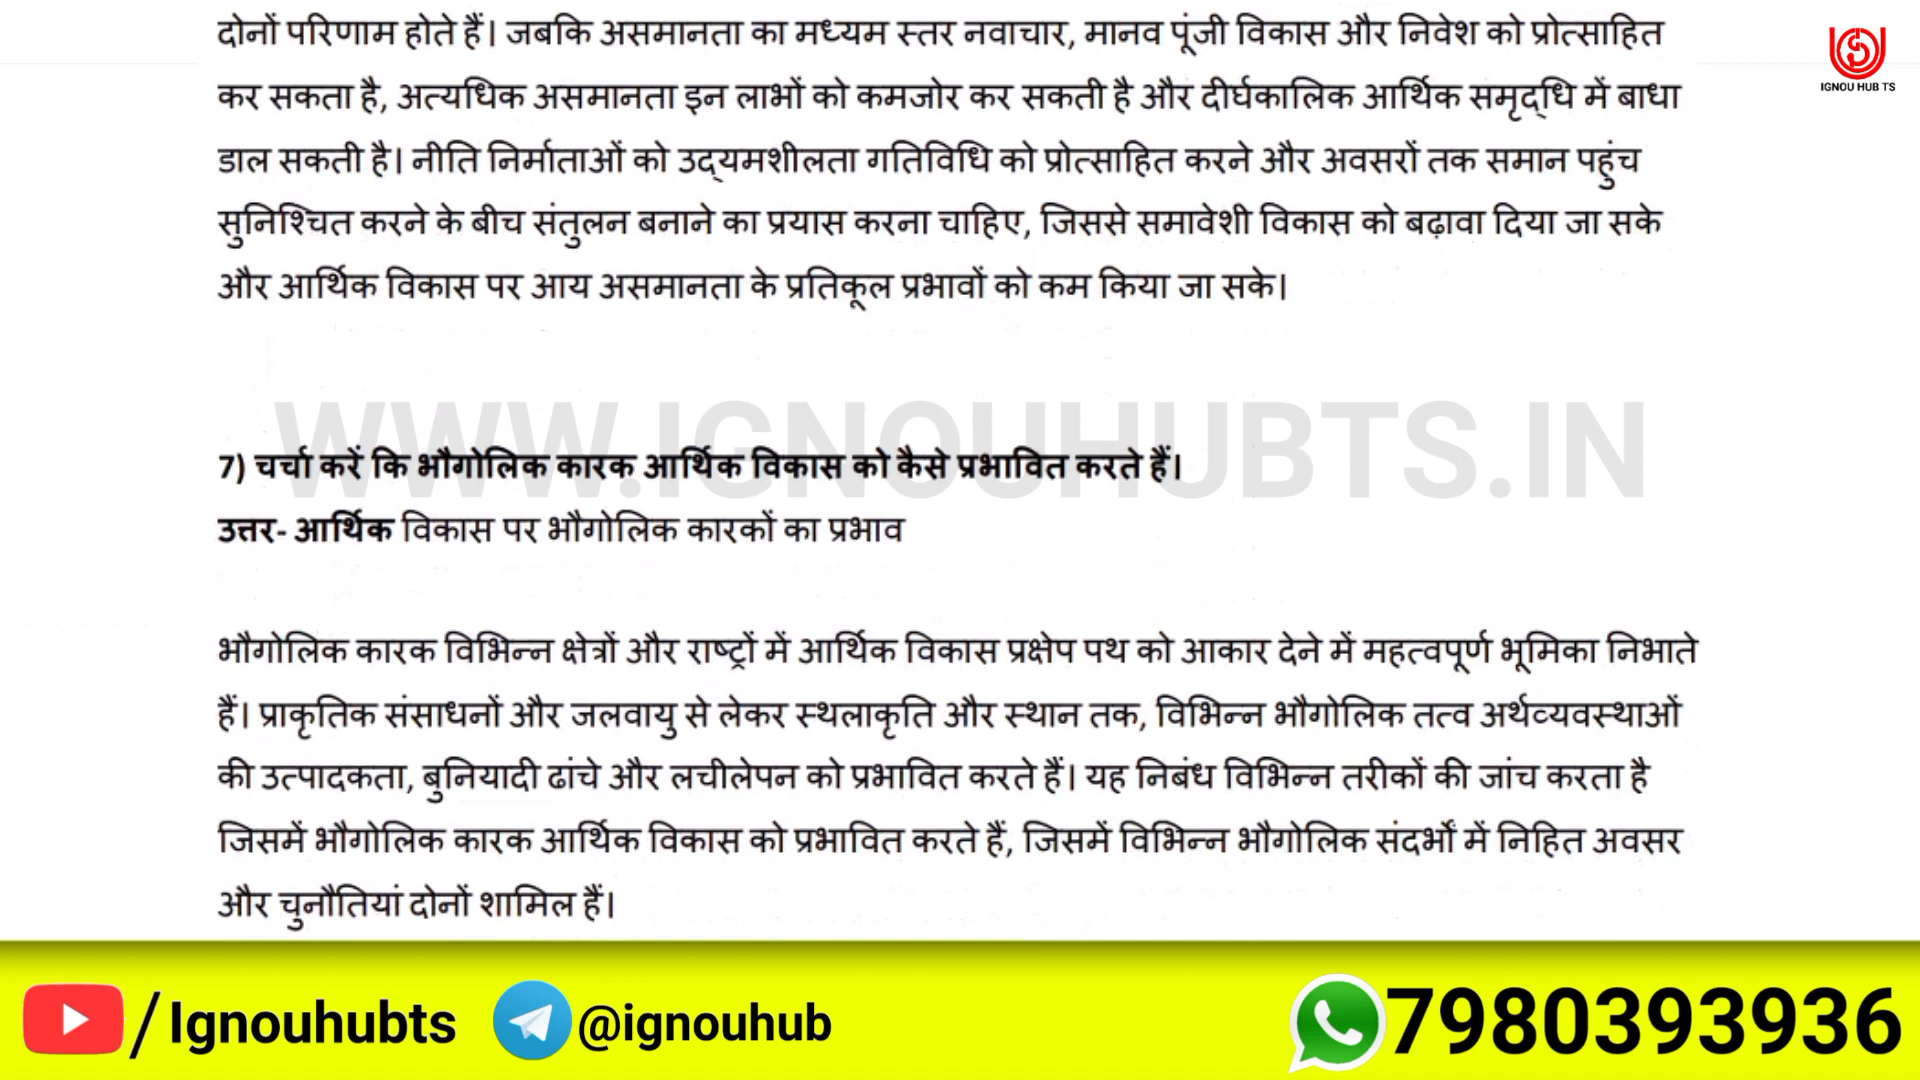 दोनों परिणाम होते हैं। जबकि असमानता का मध्यम स्तर नवाचार, मानव पूंजी विकास और निवेश को प्रोत्साहित
कर सकता है, अत्यधिक असमानता इन लाभों को कमजोर कर सकती है और दीर्घकालिक आर्थिक समृद्धि में बाधा
डाल सकती है। नीति निर्माताओं को उद्यमशीलता गतिविधि को प्रोत्साहित करने और अवसरों तक समान पहुंच
सुनिश्चित करने के बीच संतुलन बनाने का प्रयास करना चाहिए, जिससे समावेशी विकास को बढ़ावा दिया जा सके
और आर्थिक विकास पर आय असमानता के प्रतिकूल प्रभावों को कम किया जा सके।
IGNOU HUB TS
WWW.IGNOUHUBTS.IN
7) चर्चा करें कि भौगोलिक कारक आर्थिक विकास को कैसे प्रभावित करते हैं।
उत्तर- आर्थिक विकास पर भौगोलिक कारकों का प्रभाव
भौगोलिक कारक विभिन्न क्षेत्रों और राष्ट्रों में आर्थिक विकास प्रक्षेप पथ को आकार देने में महत्वपूर्ण भूमिका निभाते
हैं। प्राकृतिक संसाधनों और जलवायु से लेकर स्थलाकृति और स्थान तक, विभिन्न भौगोलिक तत्व अर्थव्यवस्थाओं
की उत्पादकता, बुनियादी ढांचे और लचीलेपन को प्रभावित करते हैं। यह निबंध विभिन्न तरीकों की जांच करता है
जिसमें भौगोलिक कारक आर्थिक विकास को प्रभावित करते हैं, जिसमें विभिन्न भौगोलिक संदर्भों में निहित अवसर
और चुनौतियां दोनों शामिल हैं।
/Ignouhubts @ignouhub 7980393936